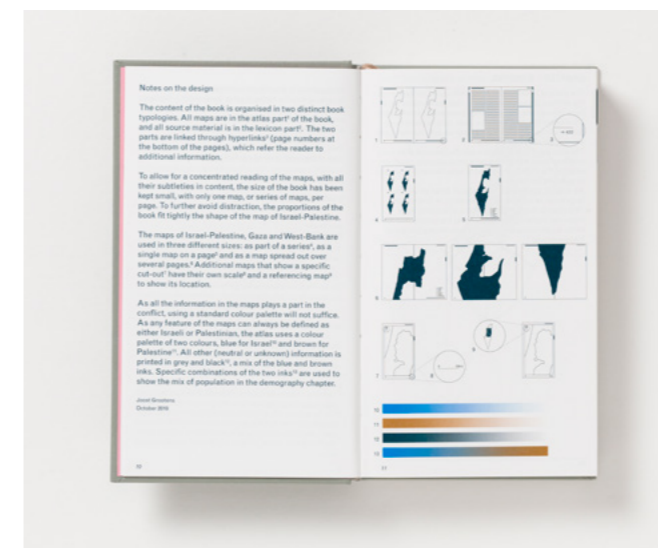 Notes on the design
The content of the book is organised in two distinct book
typologies. All maps are in the atlas part¹ of the book,
and all source material is in the lexicon part². The two
parts are linked through hyperlinks³ (page numbers at
the bottom of the pages), which refer the reader to
additional information.
To allow for a concentrated reading of the maps, with all
their subtleties in content, the size of the book has been
kept small, with only one map, or series of maps, per
page. To further avoid distraction, the proportions of the
book fit tightly the shape of the map of Israel-Palestine.
The maps of Israel-Palestine, Gaza and West-Bank are
used in three different sizes: as part of a series⁴, as a
single map on a page⁵ and as a map spread out over
several pages.⁶ Additional maps that show a specific
cut-out⁷ have their own scale⁸ and a referencing map⁹
to show its location.
As all the information in the maps plays a part in the
conflict, using a standard colour palette will not suffice.
As any feature of the maps can always be defined as
either Israeli or Palestinian, the atlas uses a colour
palette of two colours, blue for Israel¹⁰ and brown for
Palestine¹¹. All other (neutral or unknown) information is
printed in grey and black¹², a mix of the blue and brown
inks. Specific combinations of the two inks¹³ are used to
show the mix of population in the demography chapter.
Joost Grootens
October 2010
1
2
3
4
5
6
7
8
9
10
11
12
13